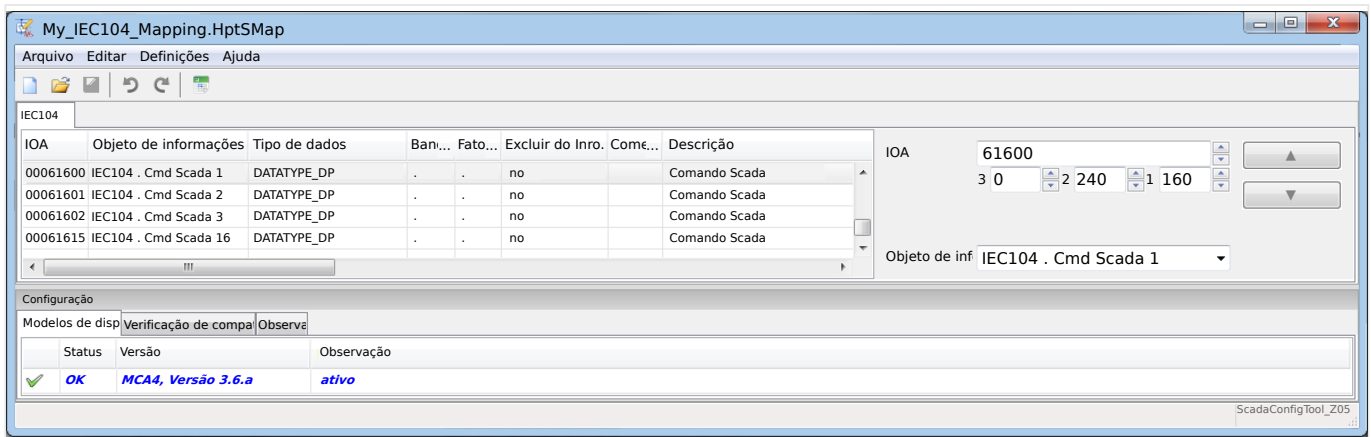 My_IEC104_Mapping.HptSMap
Arquivo Editar Definições Ajuda
IEC104
IOA Objeto de informações Tipo de dados Ban... Fato... Excluir do Inro. Come... Descrição
00061600 IEC104 . Cmd Scada 1 DATATYPE_DP . . no Comando Scada
00061601 IEC104 . Cmd Scada 2 DATATYPE_DP . . no Comando Scada
00061602 IEC104 . Cmd Scada 3 DATATYPE_DP . . no Comando Scada
00061615 IEC104 . Cmd Scada 16 DATATYPE_DP . . no Comando Scada
IOA 61600
3 0 2 240 1 160
Objeto de inf IEC104 . Cmd Scada 1
Configuração
Modelos de disp Verificação de compa Observa
Status Versão Observação
OK MCA4, Versão 3.6.a ativo
ScadaConfigTool_Z05